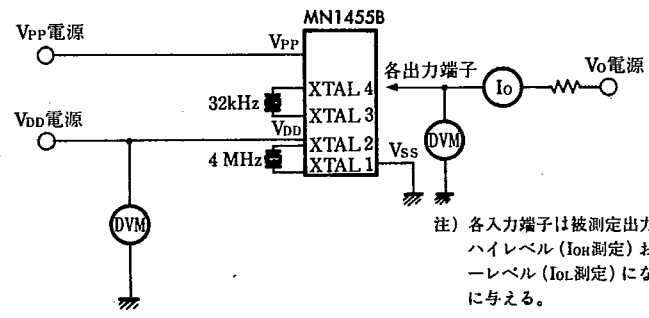 MN1455B
VPP電源
VPP
VO電源
各出力端子
IO
XTAL 4
32kHz
XTAL 3
VDD電源
VDD
XTAL 2
4 MHz
XTAL 1
VSS
DVM
DVM
注) 各入力端子は被測定出力
ハイレベル (IOH測定) お
ーレベル (IOL測定) にな
に与える。